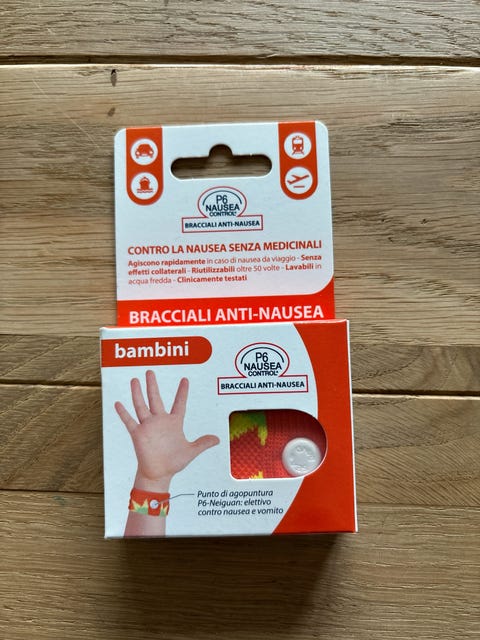 P6
NAUSEA
CONTROL®
BRACCIALI ANTI-NAUSEA
CONTRO LA NAUSEA SENZA MEDICINALI
Agiscono rapidamente in caso di nausea da viaggio - Senza
effetti collaterali - Riutilizzabili oltre 50 volte - Lavabili in
acqua fredda - Clinicamente testati
BRACCIALI ANTI-NAUSEA
bambini
P6
NAUSEA
CONTROL®
BRACCIALI ANTI-NAUSEA
Punto di agopuntura
P6-Neiguan: elettivo
contro nausea e vomito